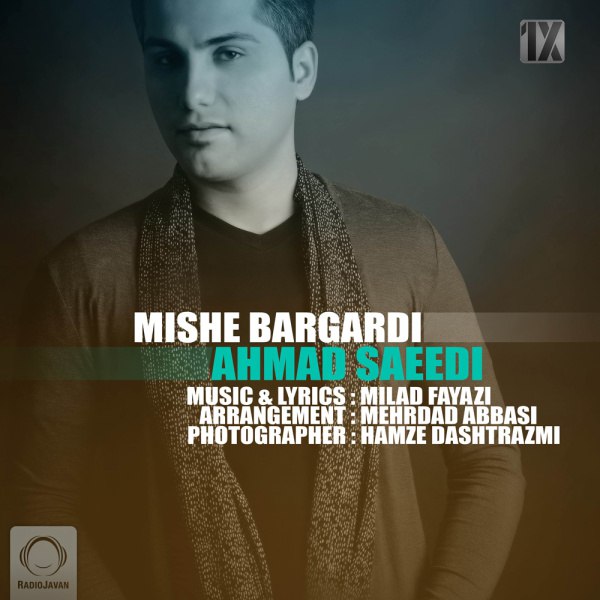 1X
MISHE BARGARDI
AHMAD SAEEDI
MUSIC & LYRICS : MILAD FAYAZI
ARRANGEMENT : MEHRDAD ABBASI
PHOTOGRAPHER : HAMZE DASHTRAZMI
RADIOJAVAN